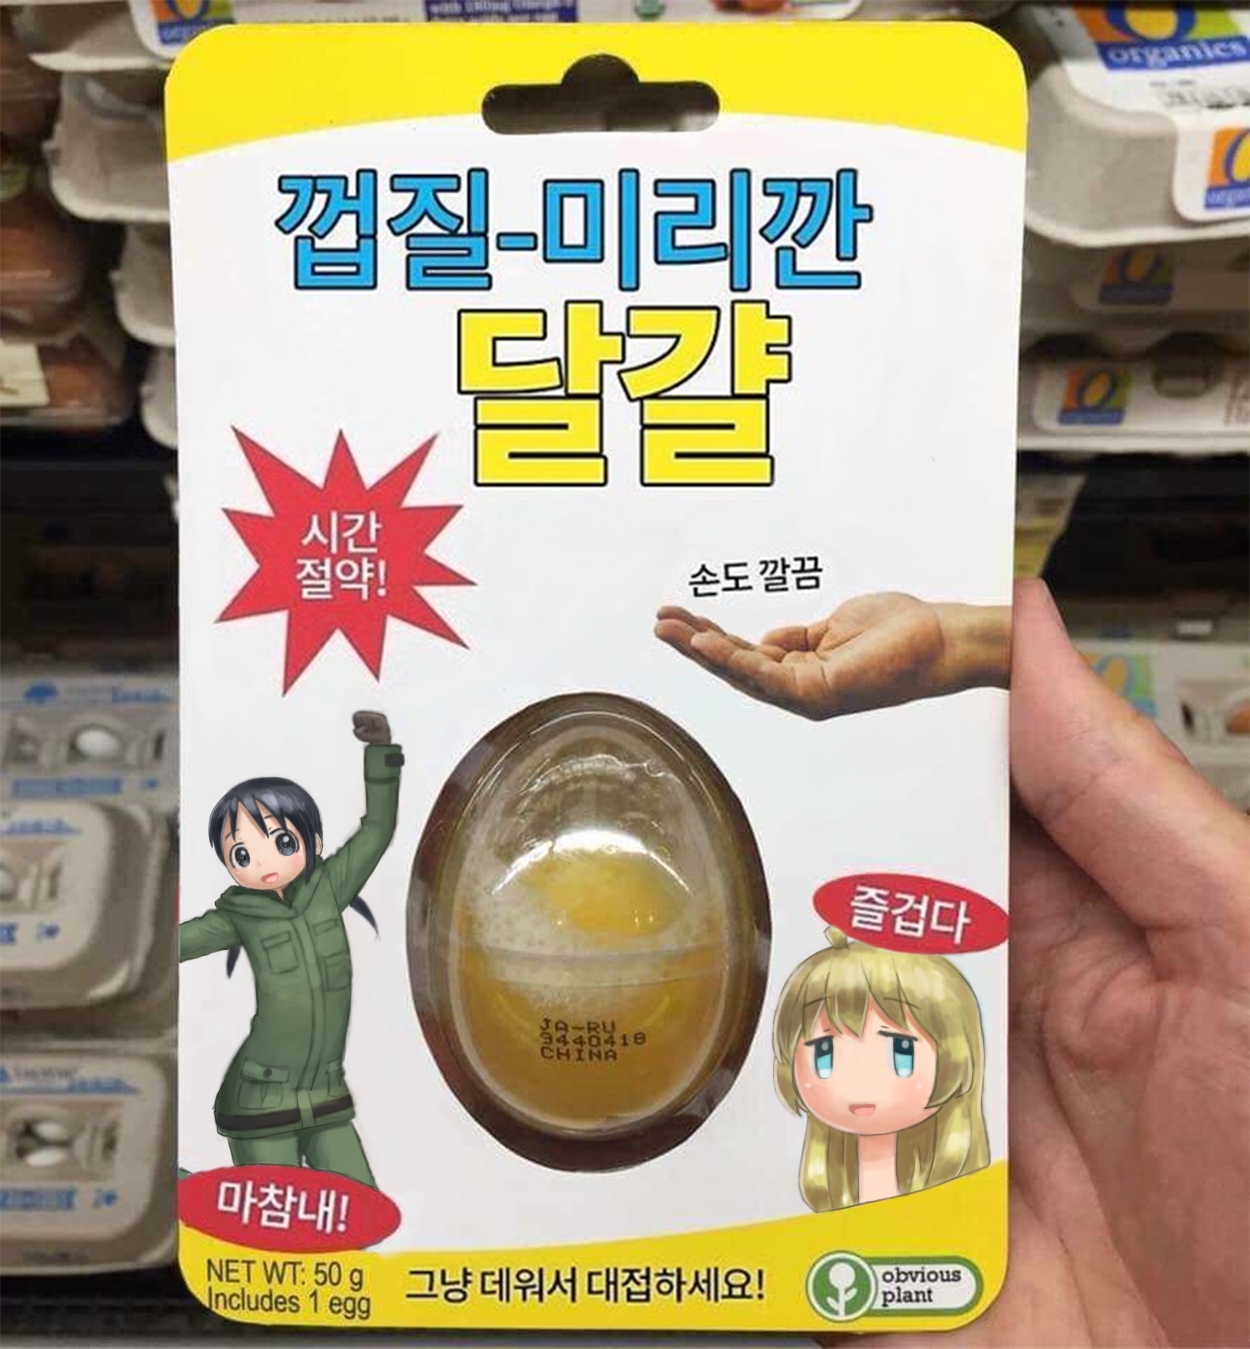 organics
organics
껍질-미리깐
달걀
시간
절약!
손도 깔끔
즐겁다
JA-RU
3440418
CHINA
마참내!
NET WT: 50 g
Includes 1 egg
그냥 데워서 대접하세요!
obvious
plant